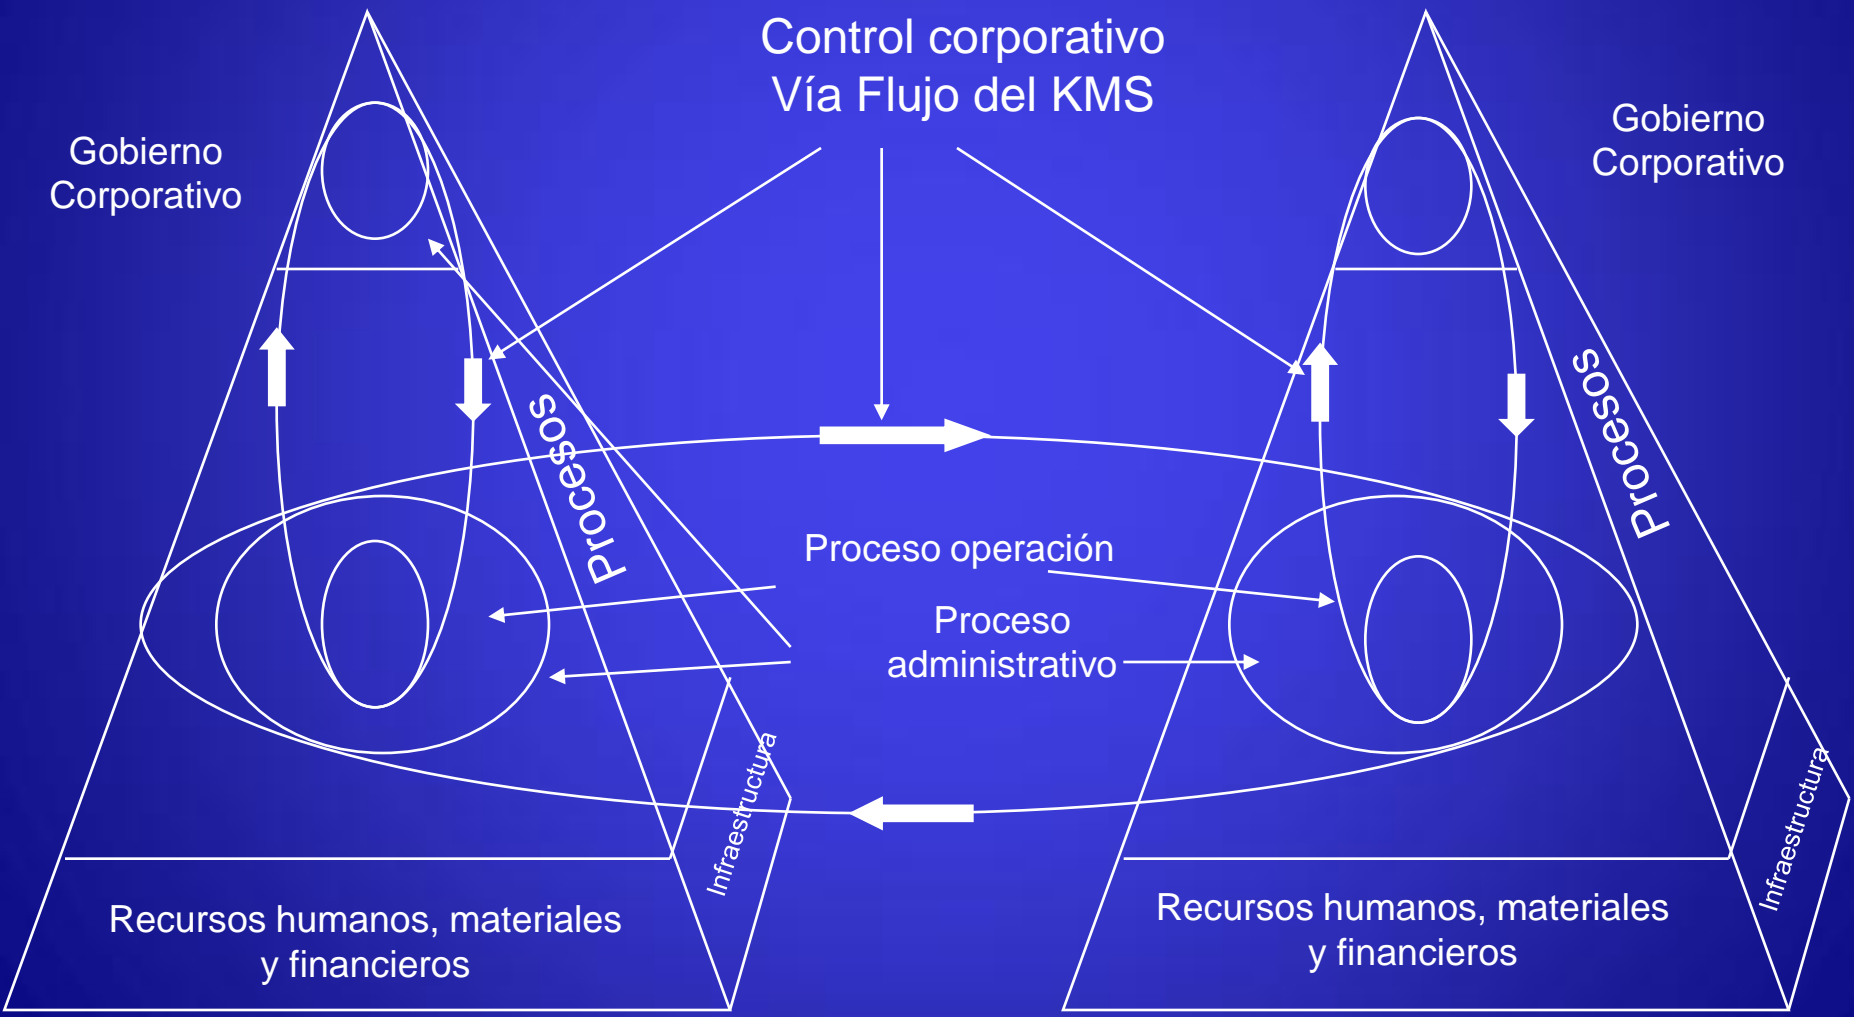 Control corporativo
Vía Flujo del KMS
Gobierno
Corporativo
Gobierno
Corporativo
Procesos
Procesos
Proceso operación
Proceso
administrativo
Infraestructura
Infraestructura
Recursos humanos, materiales
y financieros
Recursos humanos, materiales
y financieros